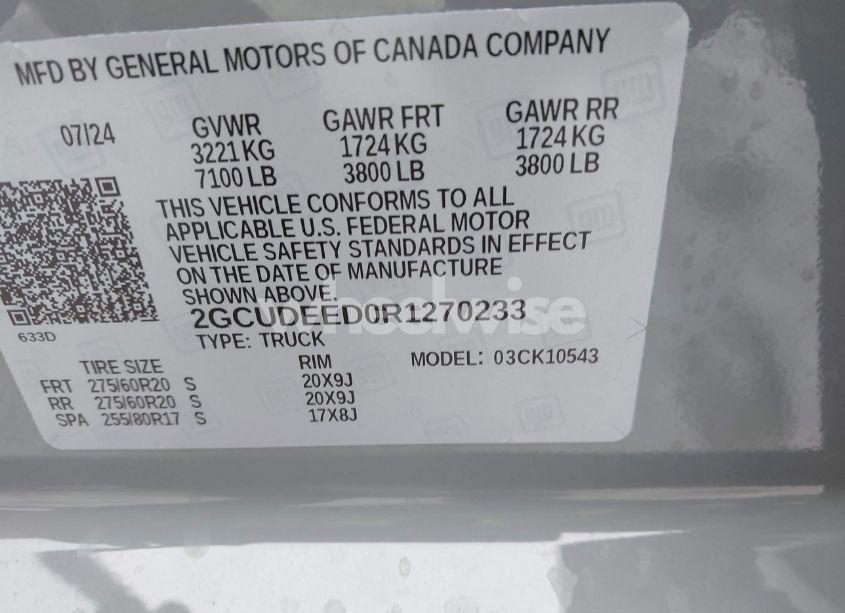 MFD BY GENERAL MOTORS OF CANADA COMPANY
07/24 GVWR GAWR FRT GAWR RR
3221 KG 1724 KG 1724 KG
7100 LB 3800 LB 3800 LB
THIS VEHICLE CONFORMS TO ALL
APPLICABLE U.S. FEDERAL MOTOR
VEHICLE SAFETY STANDARDS IN EFFECT
ON THE DATE OF MANUFACTURE
SHOWN ABOVE.
wheelwise
2GCUDEED0R1270233
633D
TYPE: TRUCK
TIRE SIZE RIM MODEL: 03CK10543
FRT 275/60R20 S 20X9J
RR 275/60R20 S 20X9J
SPA 255/80R17 S 17X8J